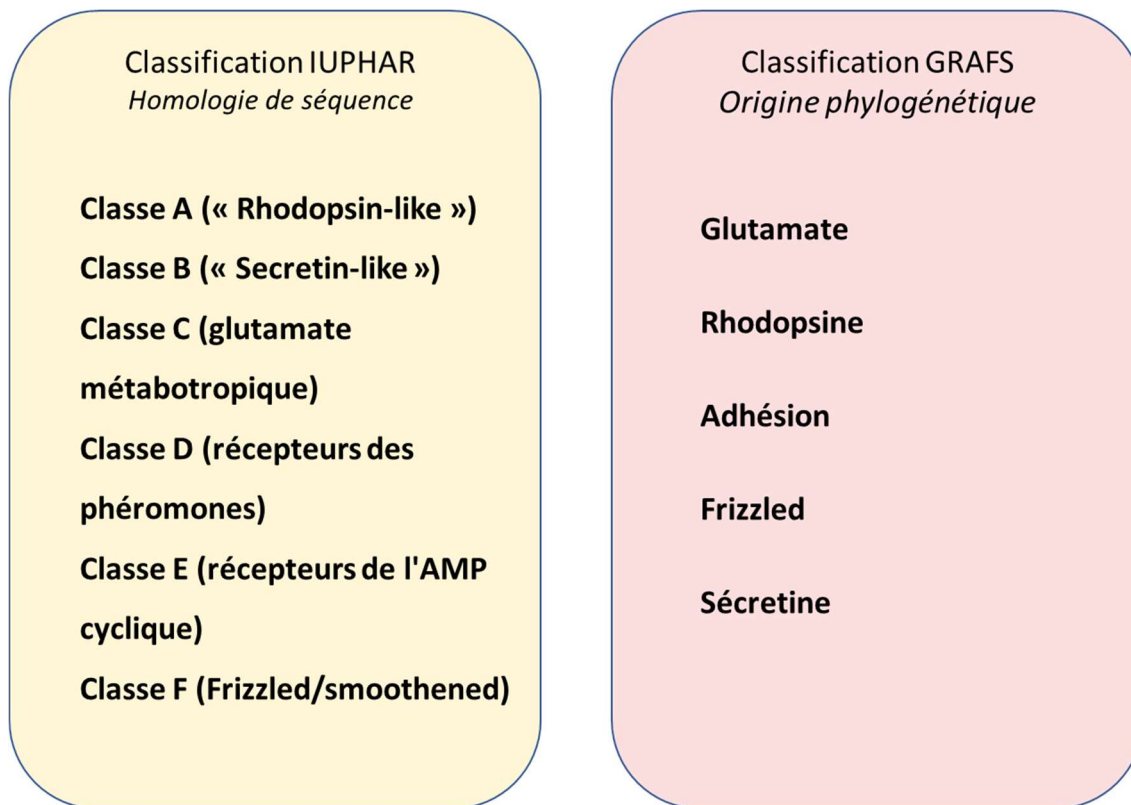 Classification IUPHAR
Homologie de séquence
Classe A (« Rhodopsin-like »)
Classe B (« Secretin-like »)
Classe C (glutamate
métabotropique)
Classe D (récepteurs des
phéromones)
Classe E (récepteurs de l'AMP
cyclique)
Classe F (Frizzled/smoothened)
Classification GRAFS
Origine phylogénétique
Glutamate
Rhodopsine
Adhésion
Frizzled
Sécretine